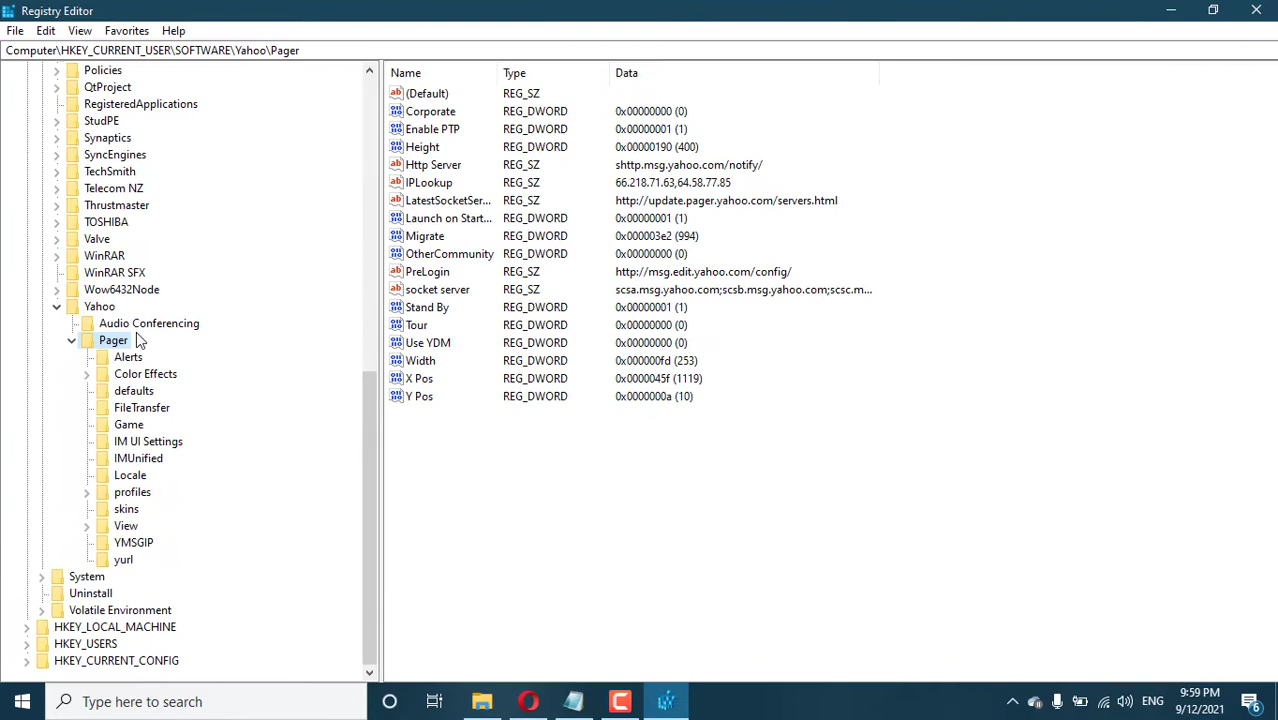 Registry Editor
File Edit View Favorites Help
Computer\HKEY_CURRENT_USER\SOFTWARE\Yahoo\Pager
Policies
QtProject
RegisteredApplications
StudPE
Synaptics
SyncEngines
TechSmith
Telecom NZ
Thrustmaster
TOSHIBA
Valve
WinRAR
WinRAR SFX
Wow6432Node
Yahoo
Audio Conferencing
Pager
Alerts
Color Effects
defaults
FileTransfer
Game
IM UI Settings
IMUnified
Locale
profiles
skins
View
YMSGIP
yurl
System
Uninstall
Volatile Environment
HKEY_LOCAL_MACHINE
HKEY_USERS
HKEY_CURRENT_CONFIG
Name Type Data
(Default) REG_SZ
Corporate REG_DWORD 0x00000000 (0)
Enable PTP REG_DWORD 0x00000001 (1)
Height REG_DWORD 0x00000190 (400)
Http Server REG_SZ shttp.msg.yahoo.com/notify/
IPLookup REG_SZ 66.218.71.63,64.58.77.85
LatestSocketSer... REG_SZ http://update.pager.yahoo.com/servers.html
Launch on Start... REG_DWORD 0x00000001 (1)
Migrate REG_DWORD 0x000003e2 (994)
OtherCommunity REG_DWORD 0x00000000 (0)
PreLogin REG_SZ http://msg.edit.yahoo.com/config/
socket server REG_SZ scsa.msg.yahoo.com;scsb.msg.yahoo.com;scsc.m...
Stand By REG_DWORD 0x00000001 (1)
Tour REG_DWORD 0x00000000 (0)
Use YDM REG_DWORD 0x00000000 (0)
Width REG_DWORD 0x000000fd (253)
X Pos REG_DWORD 0x0000045f (1119)
Y Pos REG_DWORD 0x0000000a (10)
Type here to search
ENG
9:59 PM
9/12/2021
6